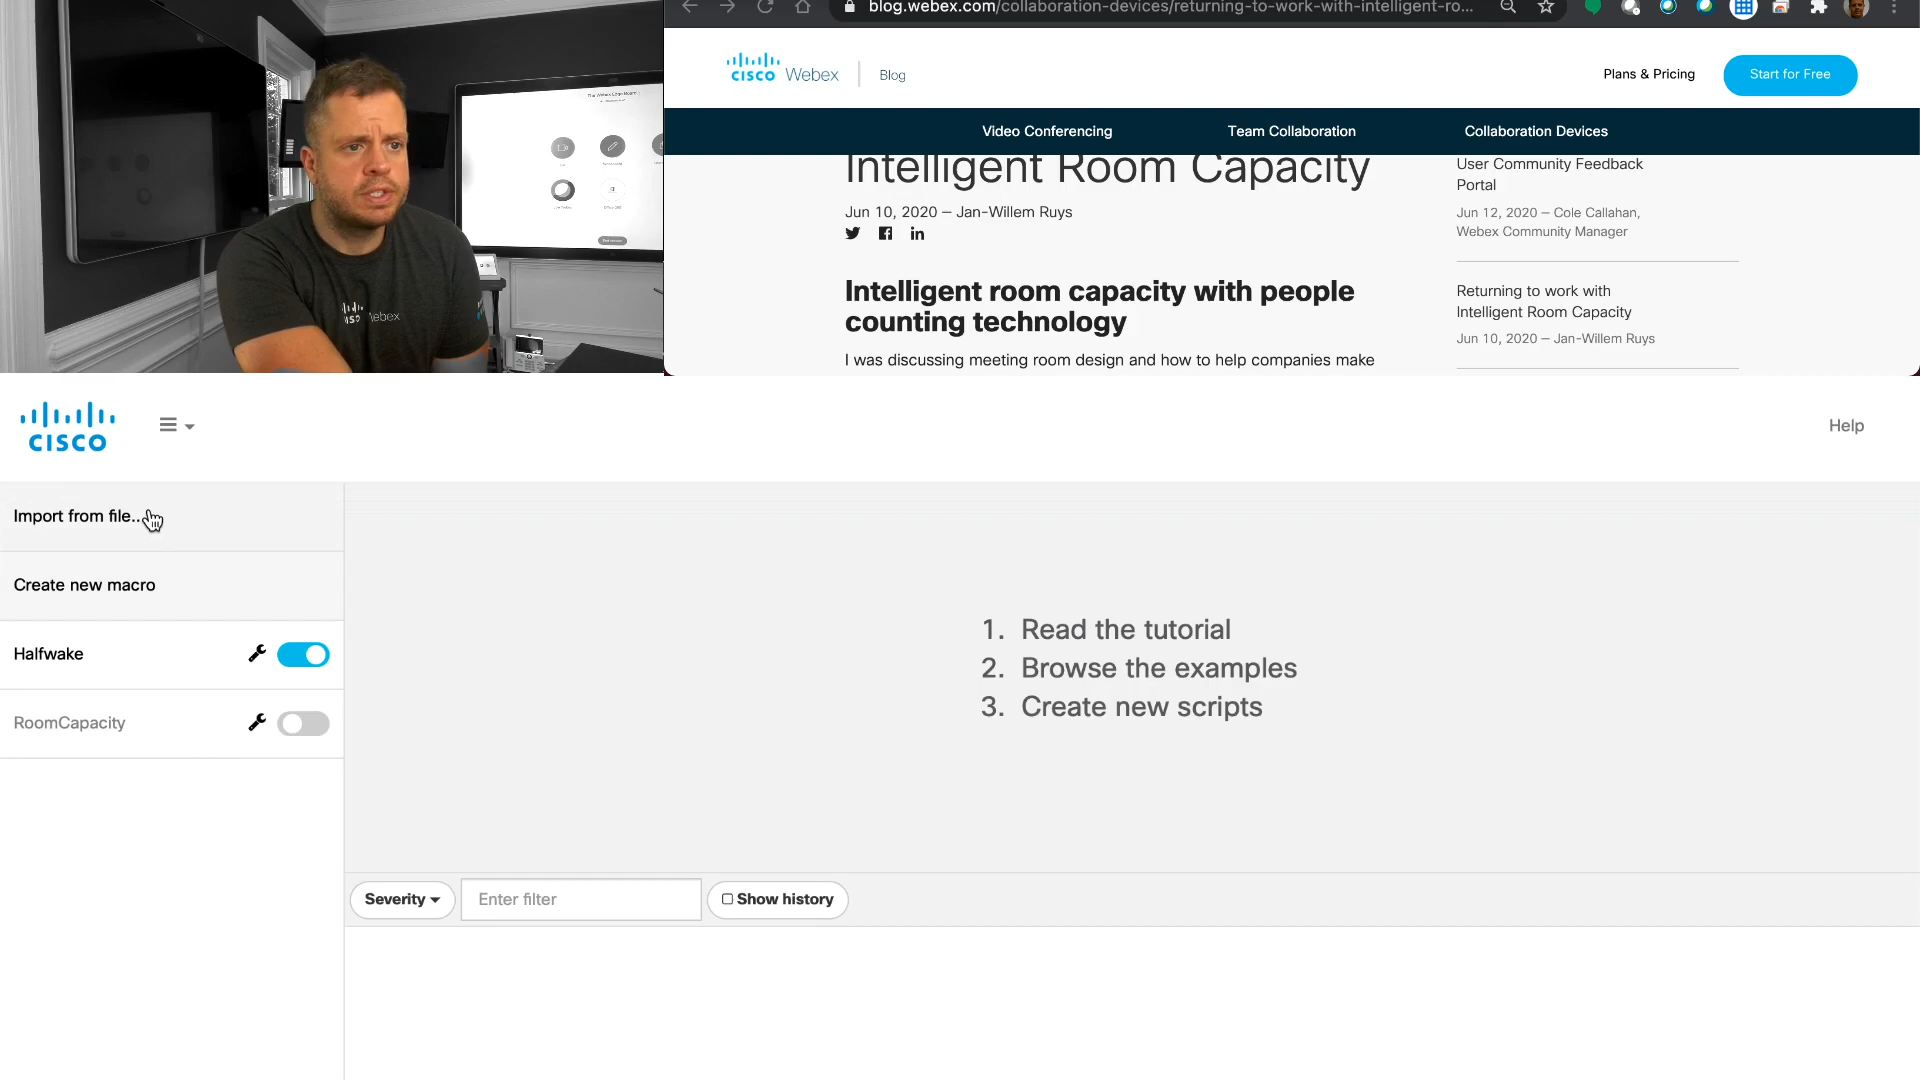 blog.webex.com/collaboration-devices/returning-to-work-with-intelligent-ro...
CISCO Webex
Blog
Plans & Pricing
Start for Free
Video Conferencing
Team Collaboration
Collaboration Devices
Intelligent Room Capacity
Jun 10, 2020 – Jan-Willem Ruys
Intelligent room capacity with people
counting technology
I was discussing meeting room design and how to help companies make
User Community Feedback
Portal
Jun 12, 2020 – Cole Callahan,
Webex Community Manager
Returning to work with
Intelligent Room Capacity
Jun 10, 2020 – Jan-Willem Ruys
CISCO
Help
Import from file...
Create new macro
Halfwake
RoomCapacity
1. Read the tutorial
2. Browse the examples
3. Create new scripts
Severity
Enter filter
Show history